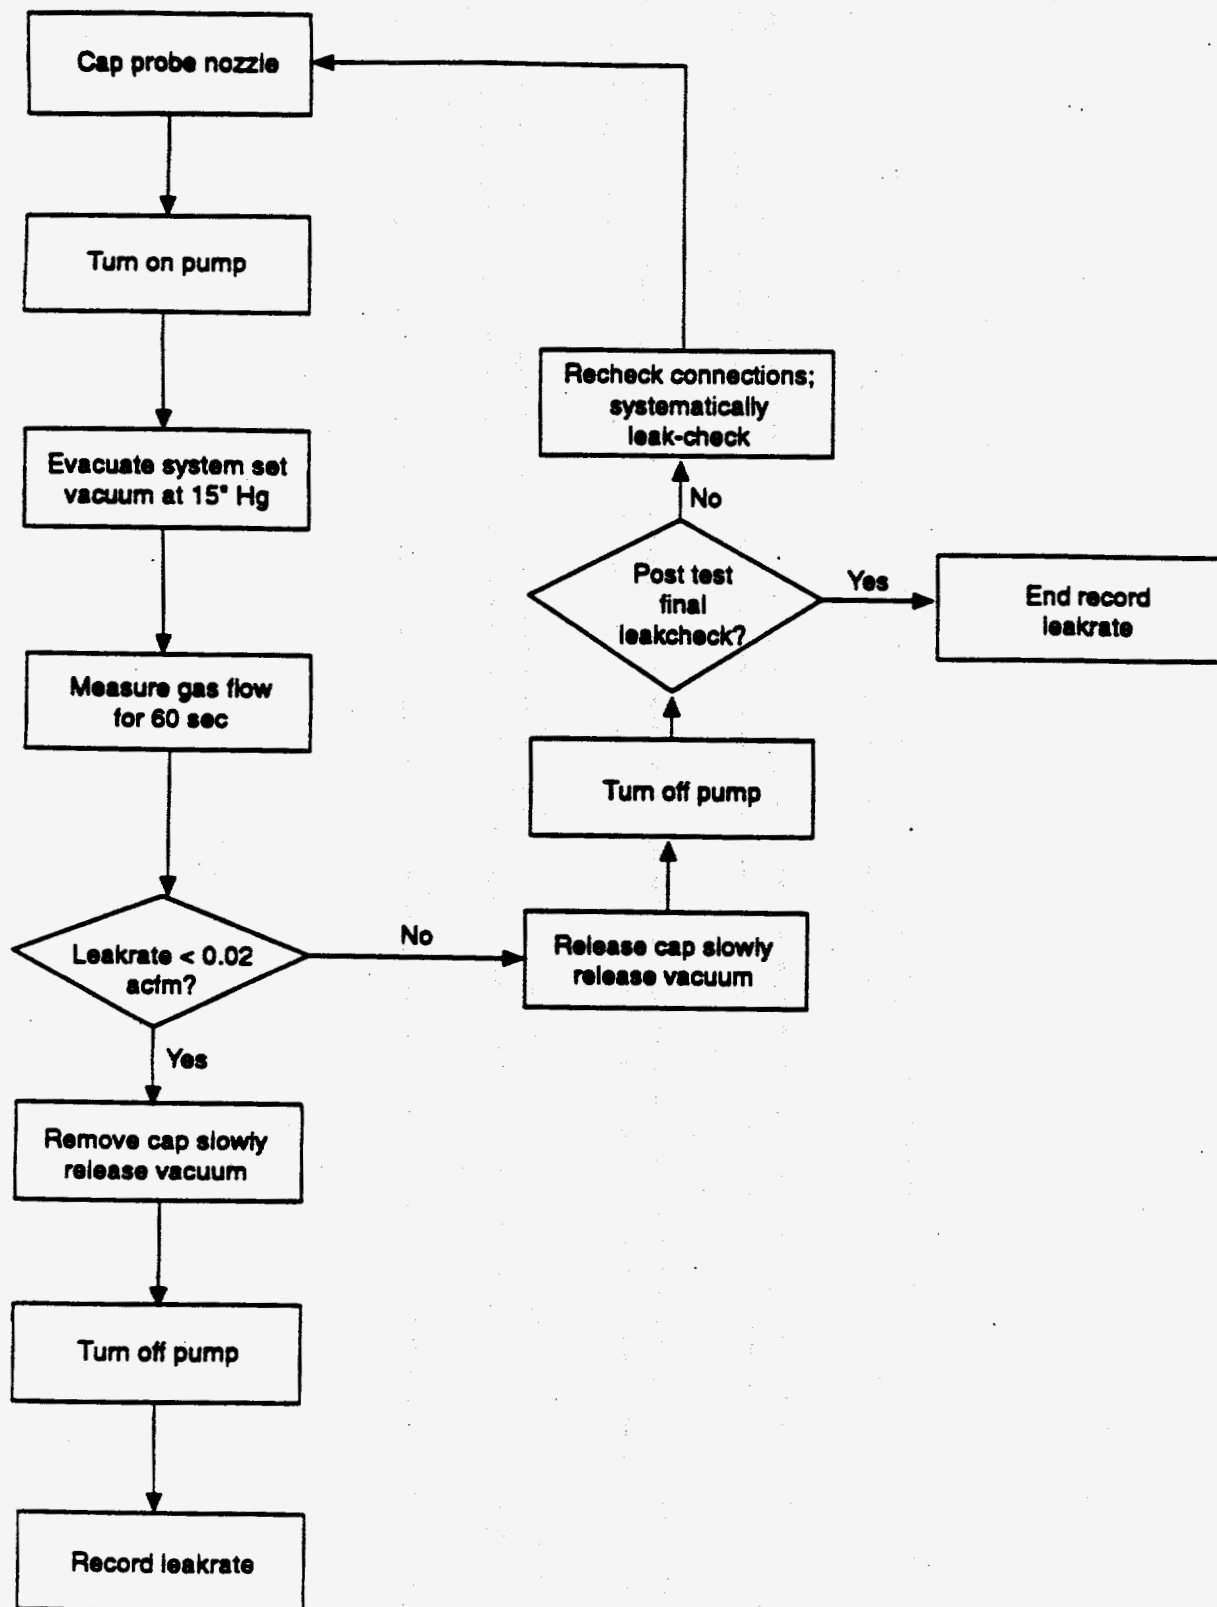 Cap probe nozzle
Turn on pump
Evacuate system set
vacuum at 15" Hg
Measure gas flow
for 60 sec
Leakrate < 0.02
acfm?
No
Yes
Remove cap slowly
release vacuum
Turn off pump
Record leakrate
Release cap slowly
release vacuum
Turn off pump
Post test
final
leakcheck?
No
Yes
Recheck connections;
systematically
leak-check
End record
leakrate